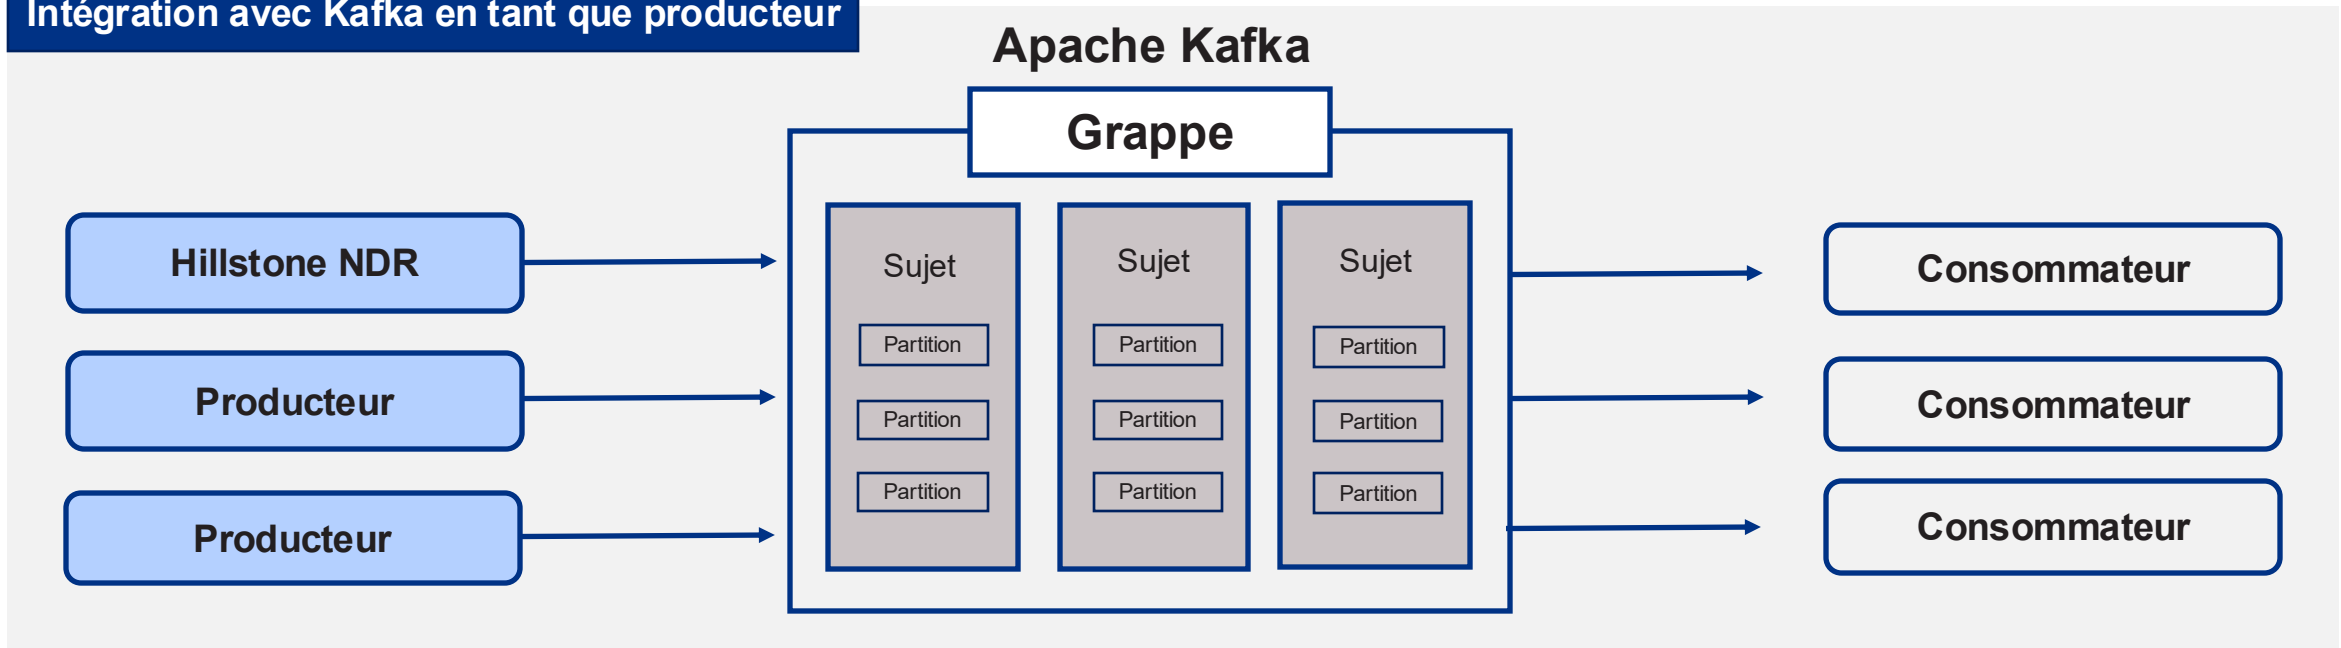 Intégration avec Kafka en tant que producteur
Apache Kafka
Grappe
Hillstone NDR
Producteur
Producteur
Sujet
Partition
Partition
Partition
Sujet
Partition
Partition
Partition
Sujet
Partition
Partition
Partition
Consommateur
Consommateur
Consommateur